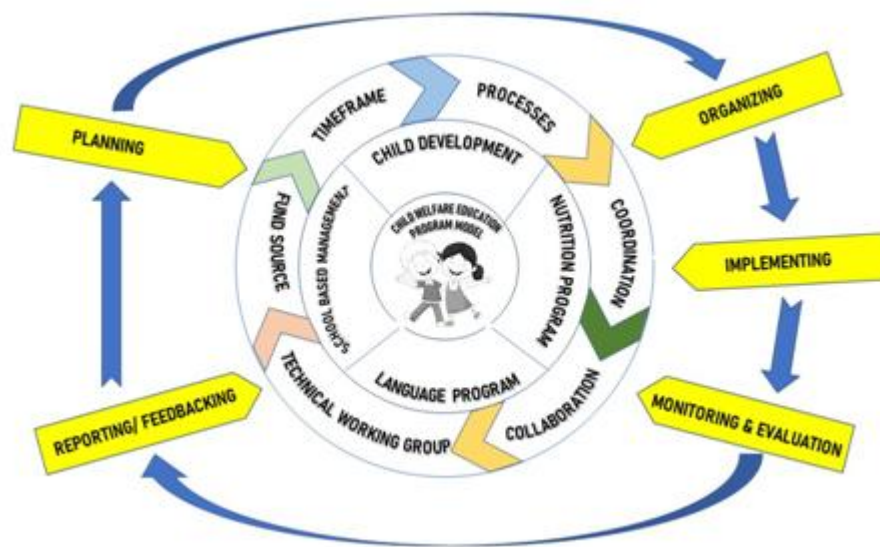 PLANNING
ORGANIZING
IMPLEMENTING
MONITORING & EVALUATION
REPORTING/ FEEDBACKING
TIMEFRAME
PROCESSES
COORDINATION
COLLABORATION
TECHNICAL WORKING GROUP
FUND SOURCE
CHILD DEVELOPMENT
NUTRITION PROGRAM
LANGUAGE PROGRAM
SCHOOL BASED MANAGEMENT
CHILD WELFARE EDUCATION
PROGRAM MODEL